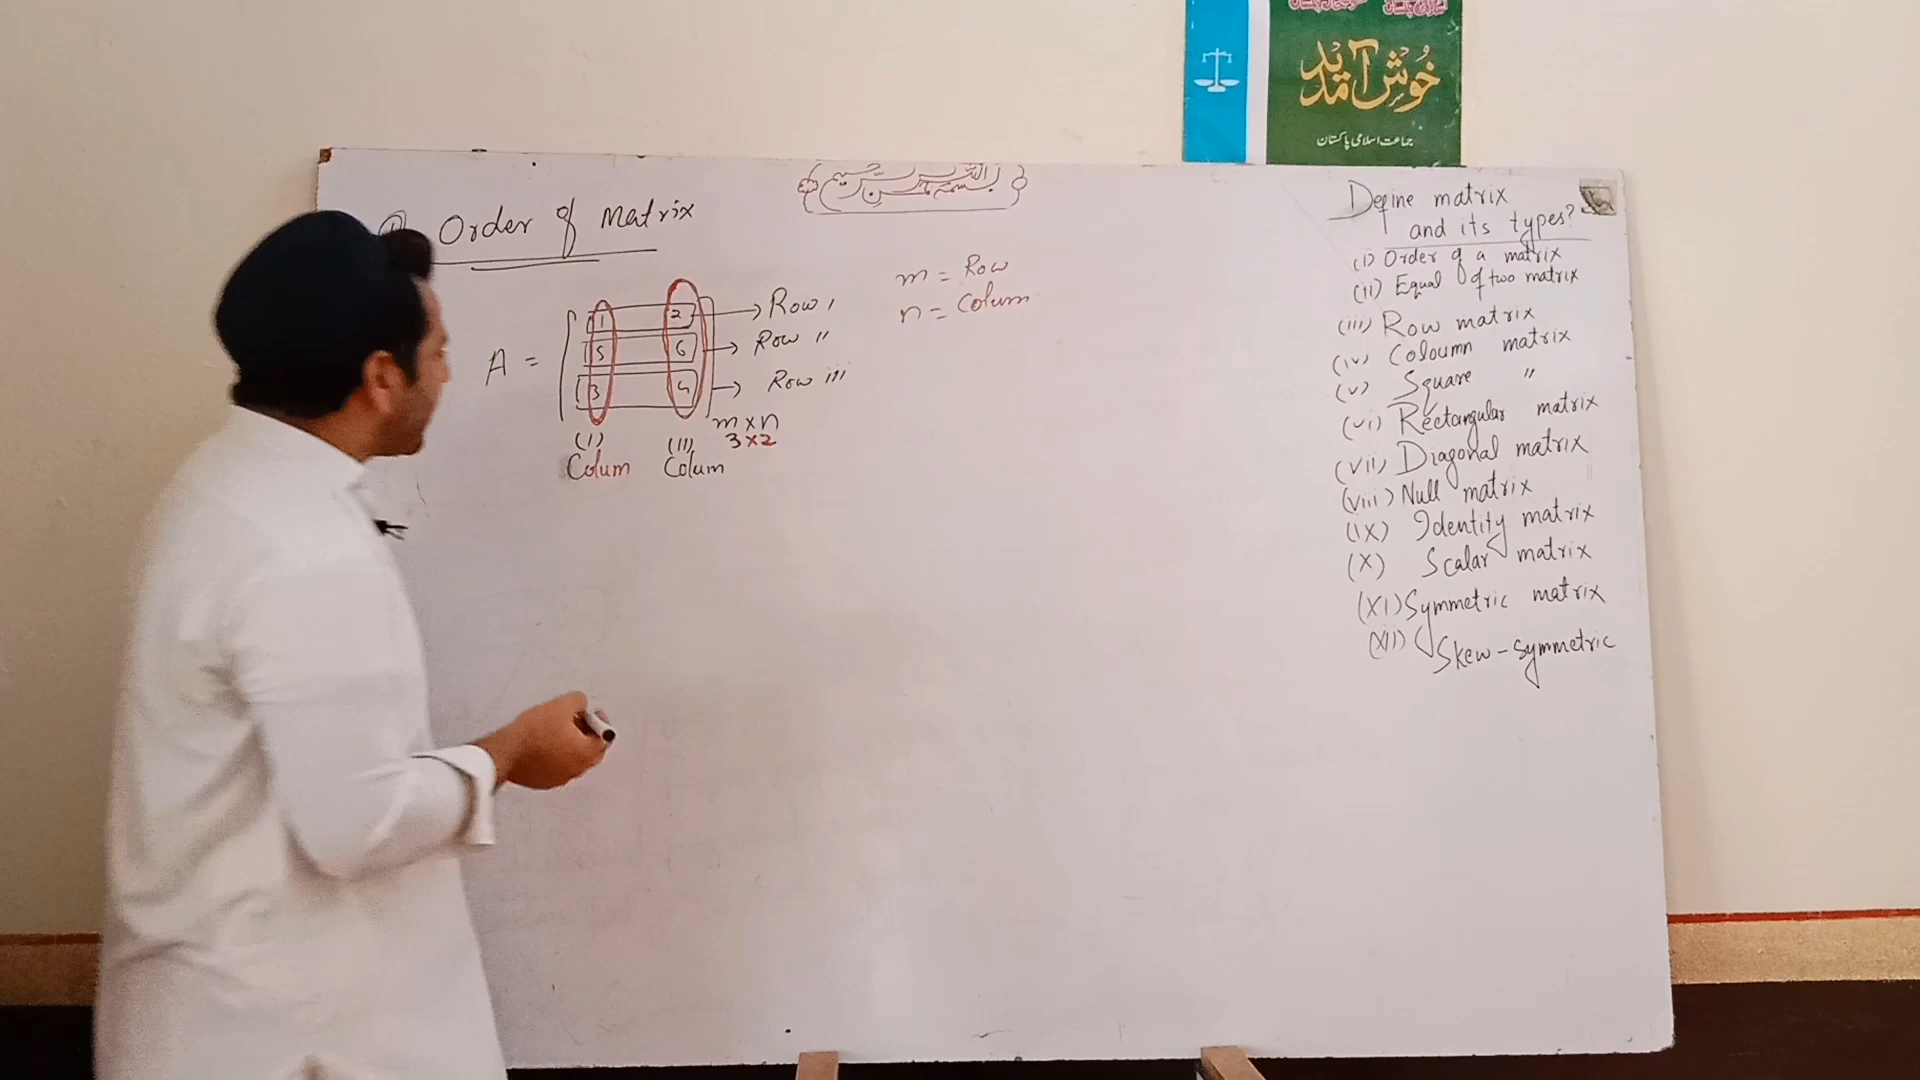 خوش آمدید
جماعت اسلامی پاکستان
Order of Matrix
A =
1 2 → Row ı
5 6 → Row ıı
3 4 → Row ııı
m × n
3 × 2
(I) (II)
Colum Colum
m = Row
n = Colum
Define matrix
and its types?
(i) Order of a matrix
(ii) Equal of two matrix
(iii) Row matrix
(iv) Coloumn matrix
(v) Square "
(vi) Rectangular matrix
(vii) Diagonal matrix
(viii) Null matrix
(IX) Identity matrix
(X) Scalar matrix
(XI) Symmetric matrix
(XII) Skew-symmetric